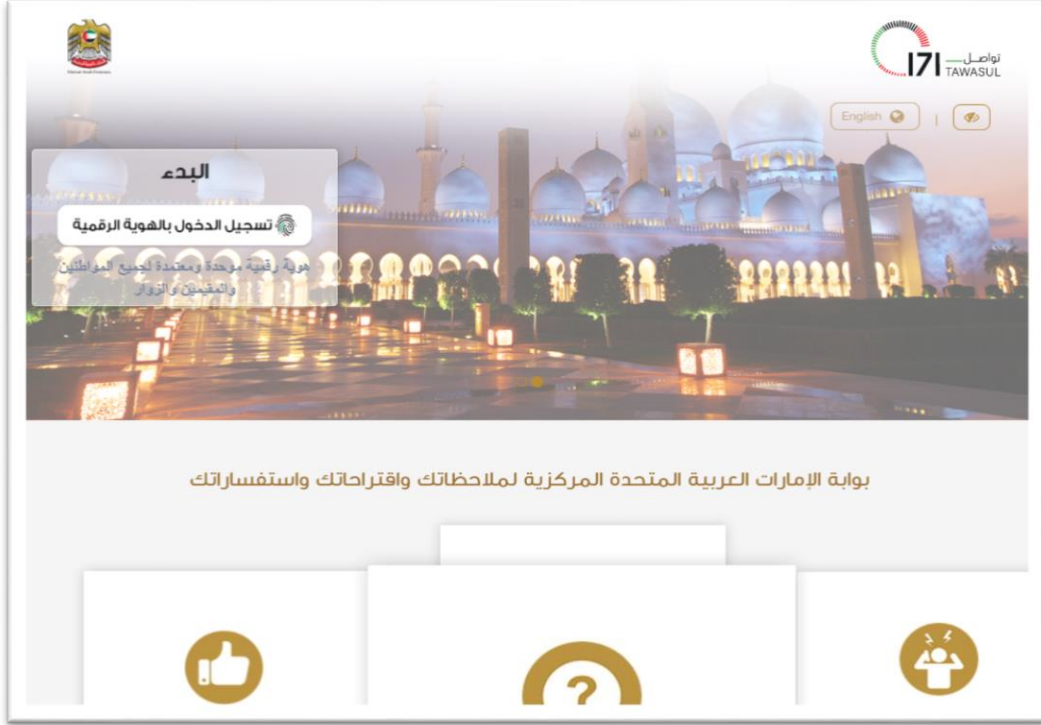 تواصل
171
TAWASUL
English
البدء
تسجيل الدخول بالهوية الرقمية
هوية رقمية موحدة ومعتمدة لجميع المواطنين
والمقيمين والزوار
بوابة الإمارات العربية المتحدة المركزية لملاحظاتك واقتراحاتك واستفساراتك
?